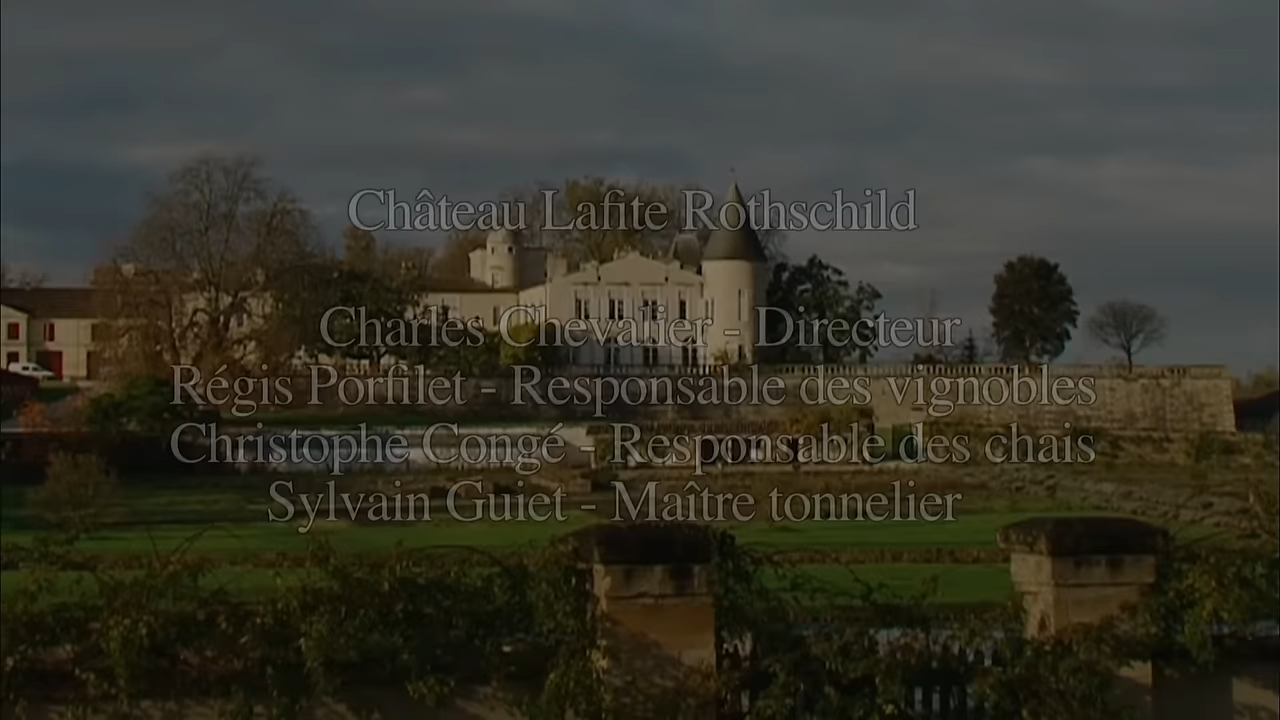 Château Lafite Rothschild
Charles Chevalier - Directeur
Régis Porfilet - Responsable des vignobles
Christophe Congé - Responsable des chais
Sylvain Guiet - Maître tonnelier